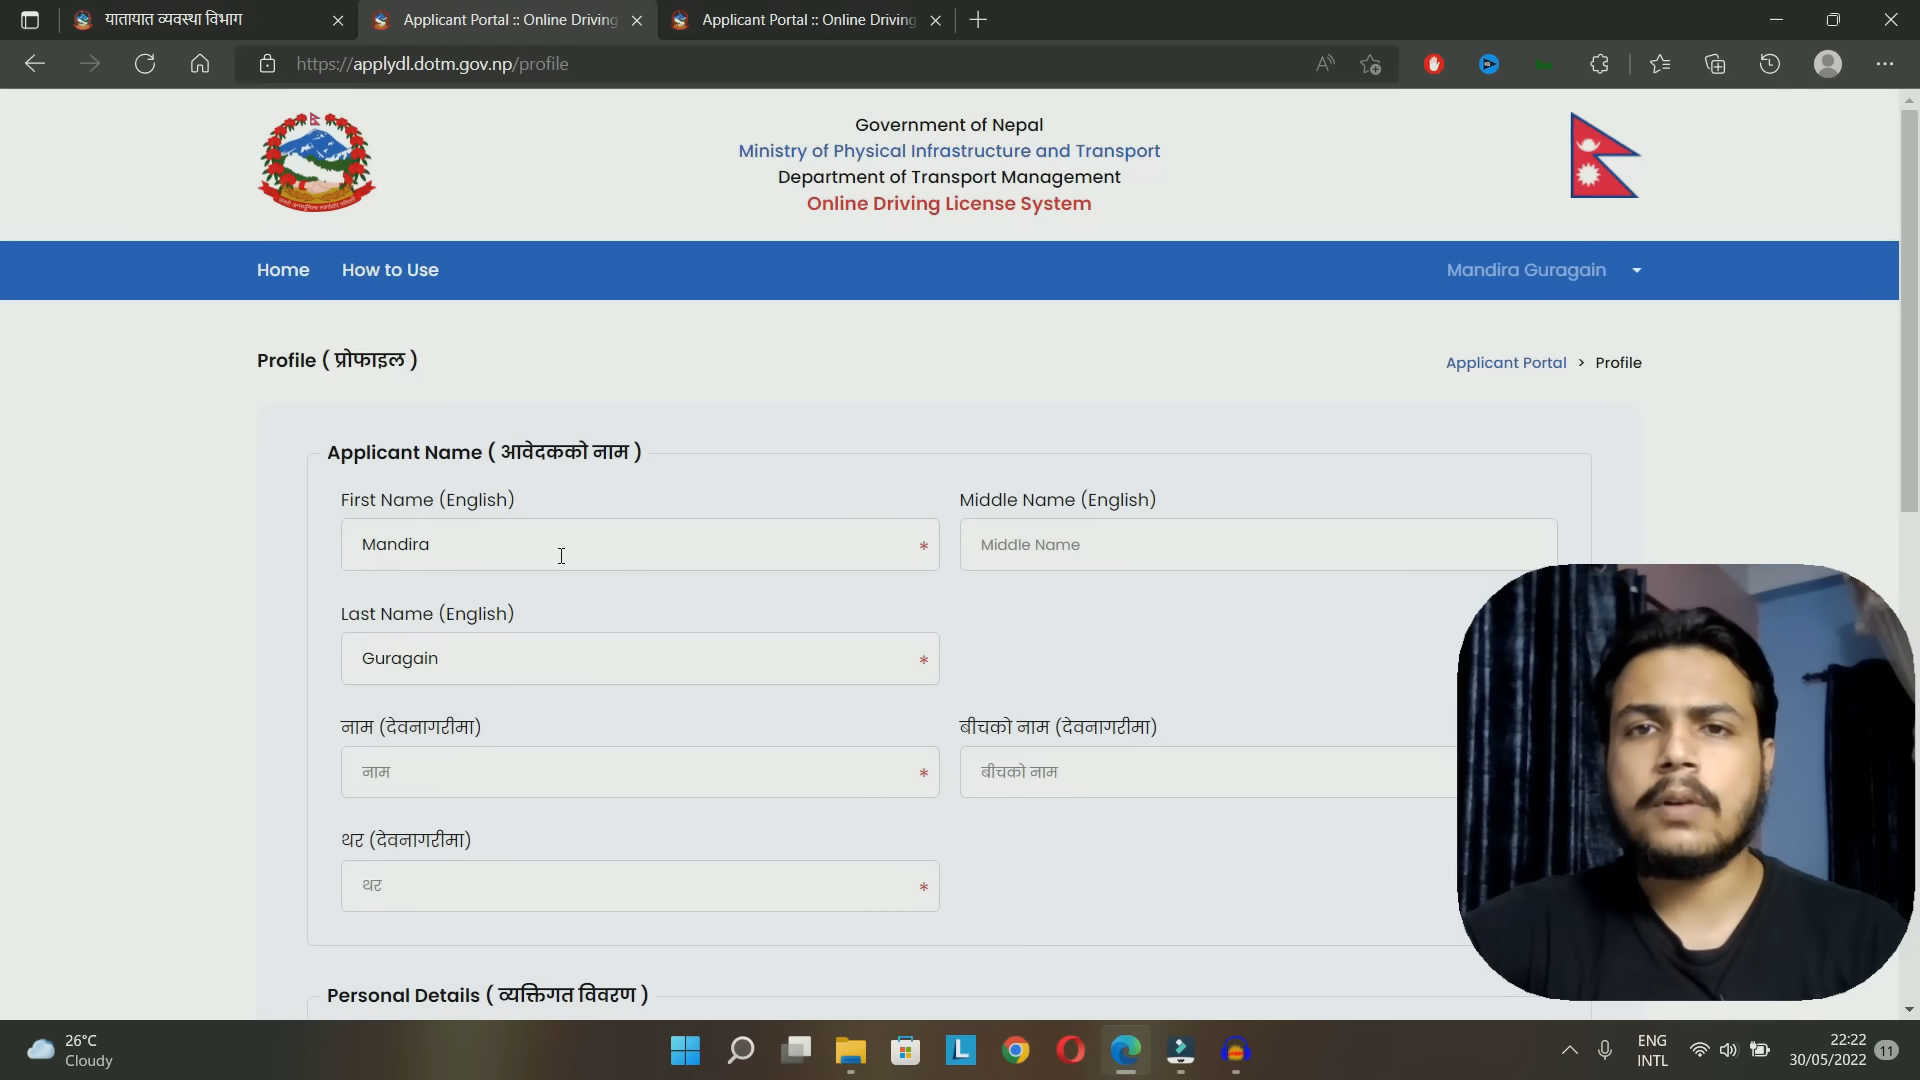 यातायात व्यवस्था विभाग
Applicant Portal :: Online Driving
Applicant Portal :: Online Driving
https://applydl.dotm.gov.np/profile
Government of Nepal
Ministry of Physical Infrastructure and Transport
Department of Transport Management
Online Driving License System
Home
How to Use
Mandira Guragain
Profile ( प्रोफाइल )
Applicant Portal > Profile
Applicant Name ( आवेदकको नाम )
First Name (English)
Middle Name (English)
Mandira *
Middle Name
Last Name (English)
Guragain *
नाम (देवनागरीमा)
बीचको नाम (देवनागरीमा)
नाम *
बीचको नाम
थर (देवनागरीमा)
थर *
Personal Details ( व्यक्तिगत विवरण )
26°C
Cloudy
ENG
INTL
22:22
30/05/2022
11